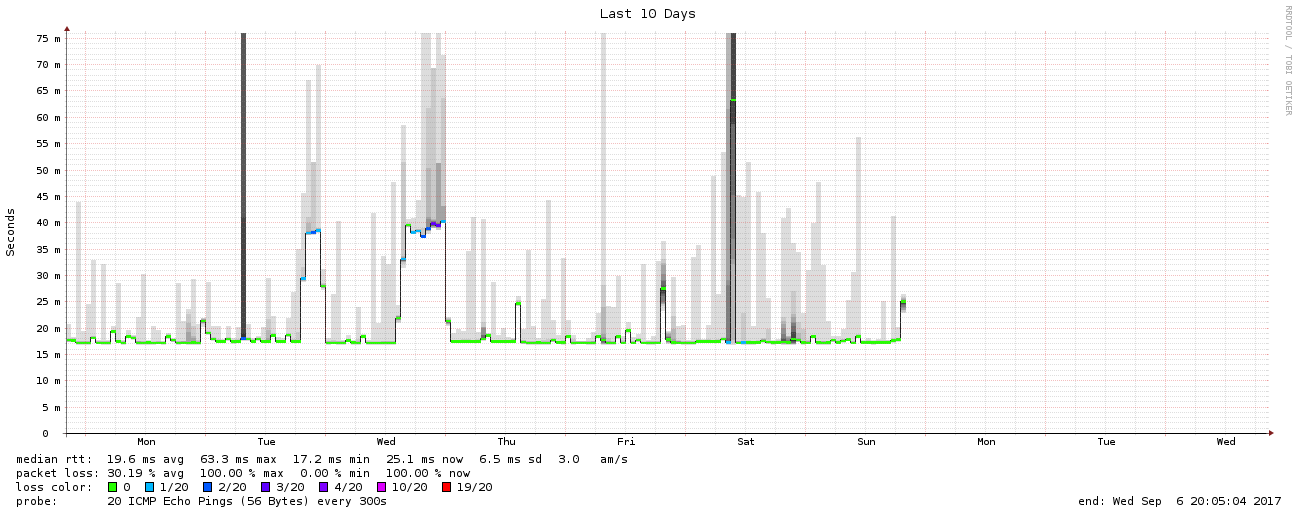 Last 10 Days
RRDTOOL / TOBI OETIKER
Seconds
75 m
70 m
65 m
60 m
55 m
50 m
45 m
40 m
35 m
30 m
25 m
20 m
15 m
10 m
5 m
0
Mon Tue Wed Thu Fri Sat Sun Mon Tue Wed
median rtt: 19.6 ms avg 63.3 ms max 17.2 ms min 25.1 ms now 6.5 ms sd 3.0 am/s
packet loss: 30.19 % avg 100.00 % max 0.00 % min 100.00 % now
loss color: 0 1/20 2/20 3/20 4/20 10/20 19/20
probe: 20 ICMP Echo Pings (56 Bytes) every 300s end: Wed Sep 6 20:05:04 2017